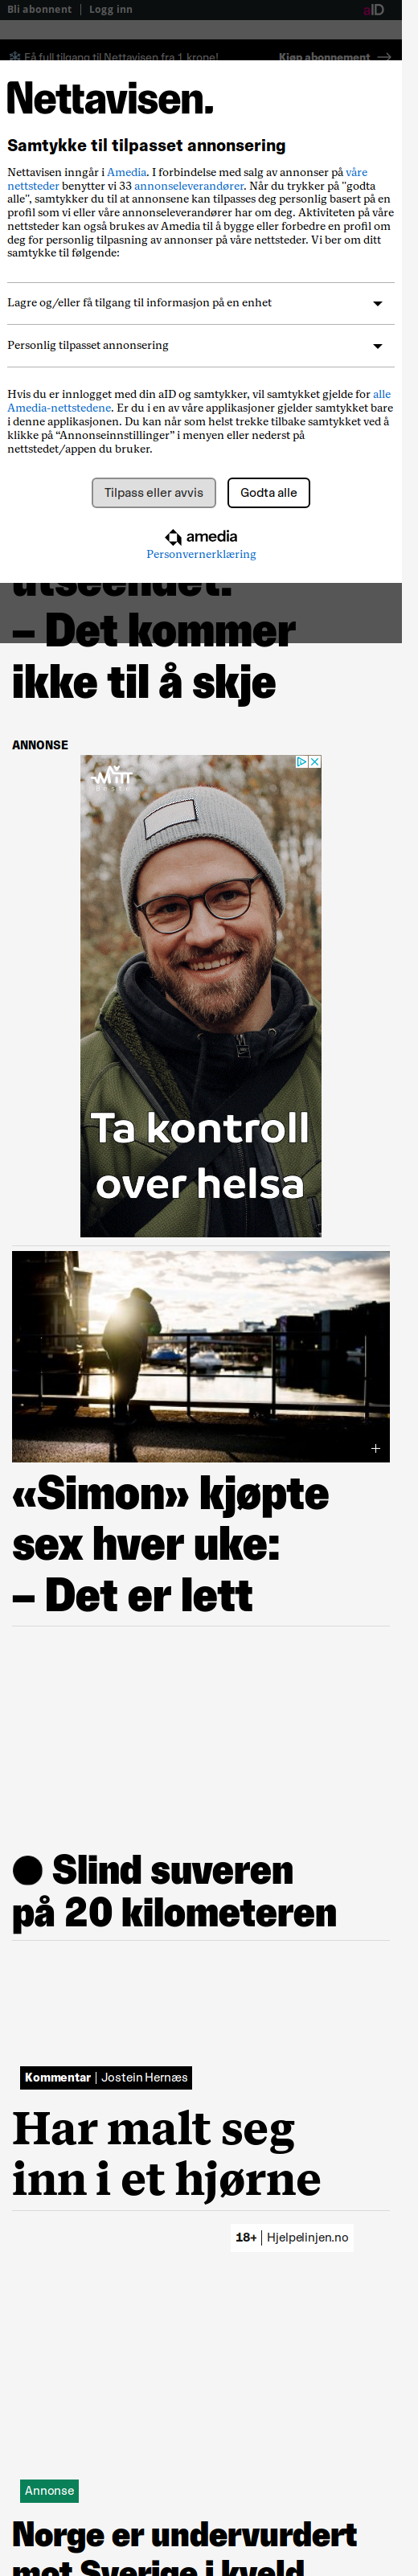 Bli abonnent | Logg inn aID
❄️ Få full tilgang til Nettavisen fra 1 krone! Kjøp abonnement →
Nettavisen.
Samtykke til tilpasset annonsering
Nettavisen inngår i Amedia. I forbindelse med salg av annonser på våre
nettsteder benytter vi 33 annonseleverandører. Når du trykker på "godta
alle", samtykker du til at annonsene kan tilpasses deg personlig basert på en
profil som vi eller våre annonseleverandører har om deg. Aktiviteten på våre
nettsteder kan også brukes av Amedia til å bygge eller forbedre en profil om
deg for personlig tilpasning av annonser på våre nettsteder. Vi ber om ditt
samtykke til følgende:
Lagre og/eller få tilgang til informasjon på en enhet
Personlig tilpasset annonsering
Hvis du er innlogget med din aID og samtykker, vil samtykket gjelde for alle
Amedia-nettstedene. Er du i en av våre applikasjoner gjelder samtykket bare
i denne applikasjonen. Du kan når som helst trekke tilbake samtykket ved å
klikke på “Annonseinnstillinger” i menyen eller nederst på
nettstedet/appen du bruker.
Tilpass eller avvis Godta alle
amedia
Personvernerklæring
utseendet:
– Det kommer
ikke til å skje
ANNONSE
MITT
Ta kontroll
over helsa
«Simon» kjøpte
sex hver uke:
– Det er lett
● Slind suveren
på 20 kilometeren
Kommentar | Jostein Hernæs
Har malt seg
inn i et hjørne
18+ | Hjelpelinjen.no
Annonse
Norge er undervurdert
mot Sverige i kveld